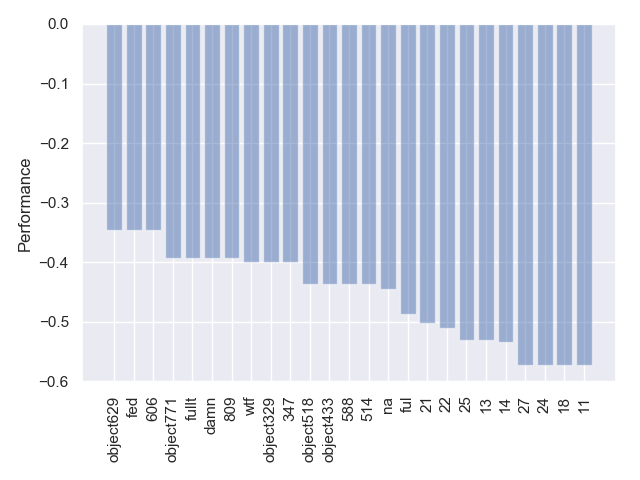 0.0
−0.1
−0.2
−0.3
−0.4
−0.5
−0.6
Performance
object629
fed
606
object771
fullt
damn
809
wtf
object329
347
object518
object433
588
514
na
ful
21
22
25
13
14
27
24
18
11